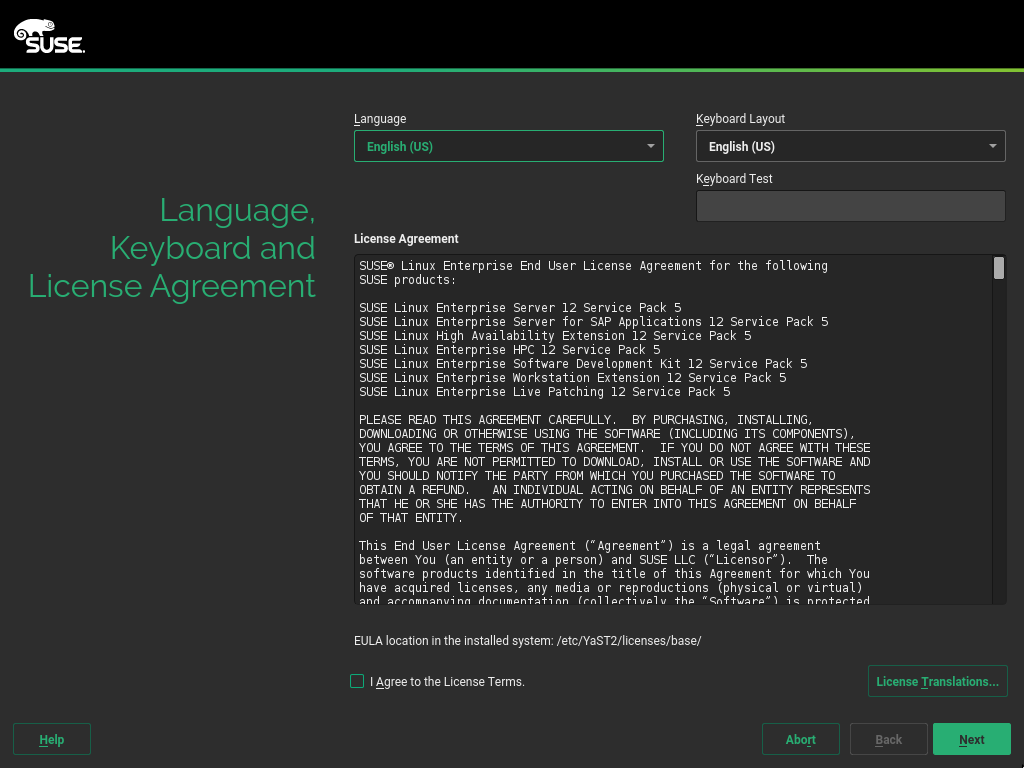 SUSE.
Language
Keyboard Layout
English (US)
English (US)
Keyboard Test
Language,
Keyboard and
License Agreement
License Agreement
SUSE® Linux Enterprise End User License Agreement for the following
SUSE products:
SUSE Linux Enterprise Server 12 Service Pack 5
SUSE Linux Enterprise Server for SAP Applications 12 Service Pack 5
SUSE Linux High Availability Extension 12 Service Pack 5
SUSE Linux Enterprise HPC 12 Service Pack 5
SUSE Linux Enterprise Software Development Kit 12 Service Pack 5
SUSE Linux Enterprise Workstation Extension 12 Service Pack 5
SUSE Linux Enterprise Live Patching 12 Service Pack 5
PLEASE READ THIS AGREEMENT CAREFULLY.  BY PURCHASING, INSTALLING,
DOWNLOADING OR OTHERWISE USING THE SOFTWARE (INCLUDING ITS COMPONENTS),
YOU AGREE TO THE TERMS OF THIS AGREEMENT.  IF YOU DO NOT AGREE WITH THESE
TERMS, YOU ARE NOT PERMITTED TO DOWNLOAD, INSTALL OR USE THE SOFTWARE AND
YOU SHOULD NOTIFY THE PARTY FROM WHICH YOU PURCHASED THE SOFTWARE TO
OBTAIN A REFUND.   AN INDIVIDUAL ACTING ON BEHALF OF AN ENTITY REPRESENTS
THAT HE OR SHE HAS THE AUTHORITY TO ENTER INTO THIS AGREEMENT ON BEHALF
OF THAT ENTITY.
This End User License Agreement (“Agreement”) is a legal agreement
between You (an entity or a person) and SUSE LLC (“Licensor”).  The
software products identified in the title of this Agreement for which You
have acquired licenses, any media or reproductions (physical or virtual)
and accompanying documentation (collectively the “Software”) is protected
EULA location in the installed system: /etc/YaST2/licenses/base/
I Agree to the License Terms.
License Translations...
Help
Abort
Back
Next